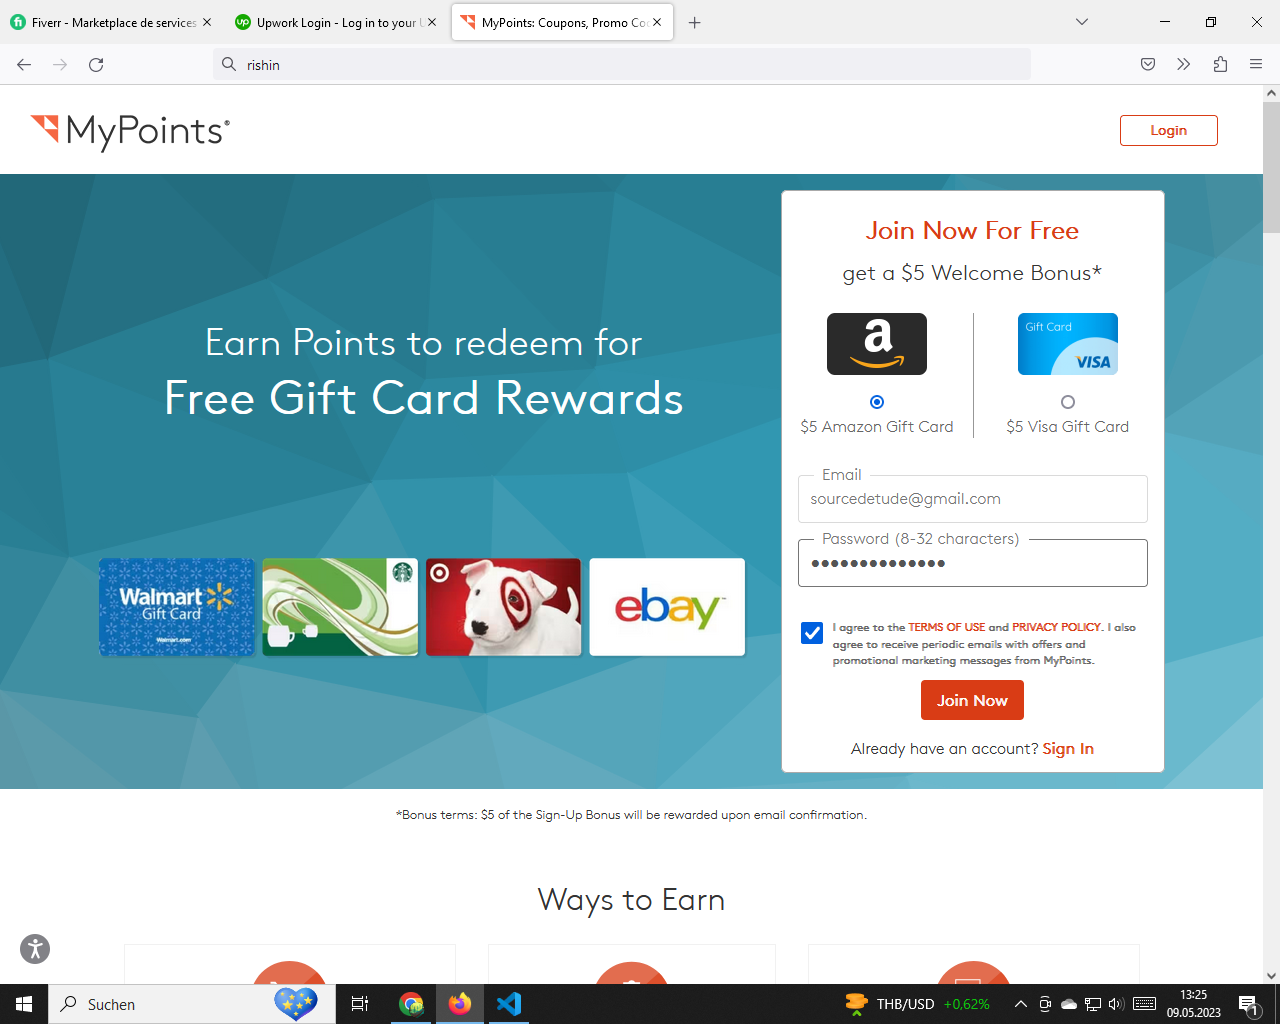 Fiverr - Marketplace de services
Upwork Login - Log in to your
MyPoints: Coupons, Promo Co
rishin
MyPoints®
Login
Join Now For Free
get a $5 Welcome Bonus*
Earn Points to redeem for
Free Gift Card Rewards
a
Gift Card
VISA
$5 Amazon Gift Card
$5 Visa Gift Card
Email
sourcedetude@gmail.com
Password (8-32 characters)
••••••••••••••
Walmart
Gift Card
Walmart.com
ebay™
I agree to the TERMS OF USE and PRIVACY POLICY. I also
agree to receive periodic emails with offers and
promotional marketing messages from MyPoints.
Join Now
Already have an account? Sign In
*Bonus terms: $5 of the Sign-Up Bonus will be rewarded upon email confirmation.
Ways to Earn
Suchen
THB/USD +0,62%
13:25
09.05.2023
1